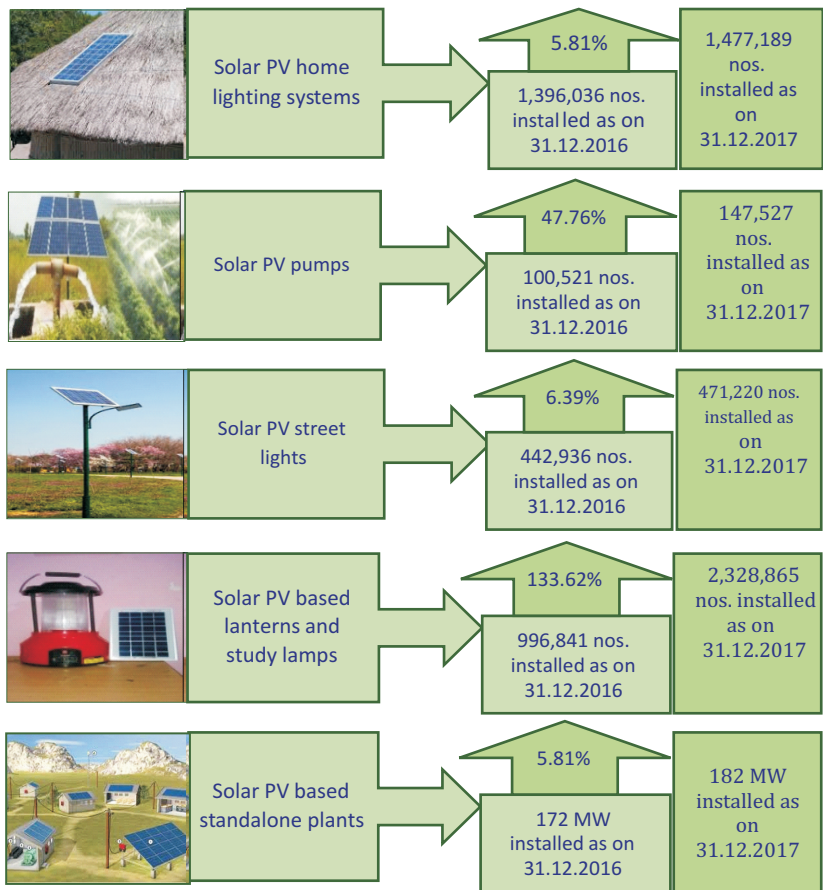 Solar PV home
lighting systems
5.81%
1,396,036 nos.
installed as on
31.12.2016
1,477,189
nos.
installed as
on
31.12.2017
Solar PV pumps
47.76%
100,521 nos.
installed as on
31.12.2016
147,527
nos.
installed as
on
31.12.2017
Solar PV street
lights
6.39%
442,936 nos.
installed as on
31.12.2016
471,220 nos.
installed as
on
31.12.2017
Solar PV based
lanterns and
study lamps
133.62%
996,841 nos.
installed as on
31.12.2016
2,328,865
nos. installed
as on
31.12.2017
Solar PV based
standalone plants
5.81%
172 MW
installed as on
31.12.2016
182 MW
installed as
on
31.12.2017